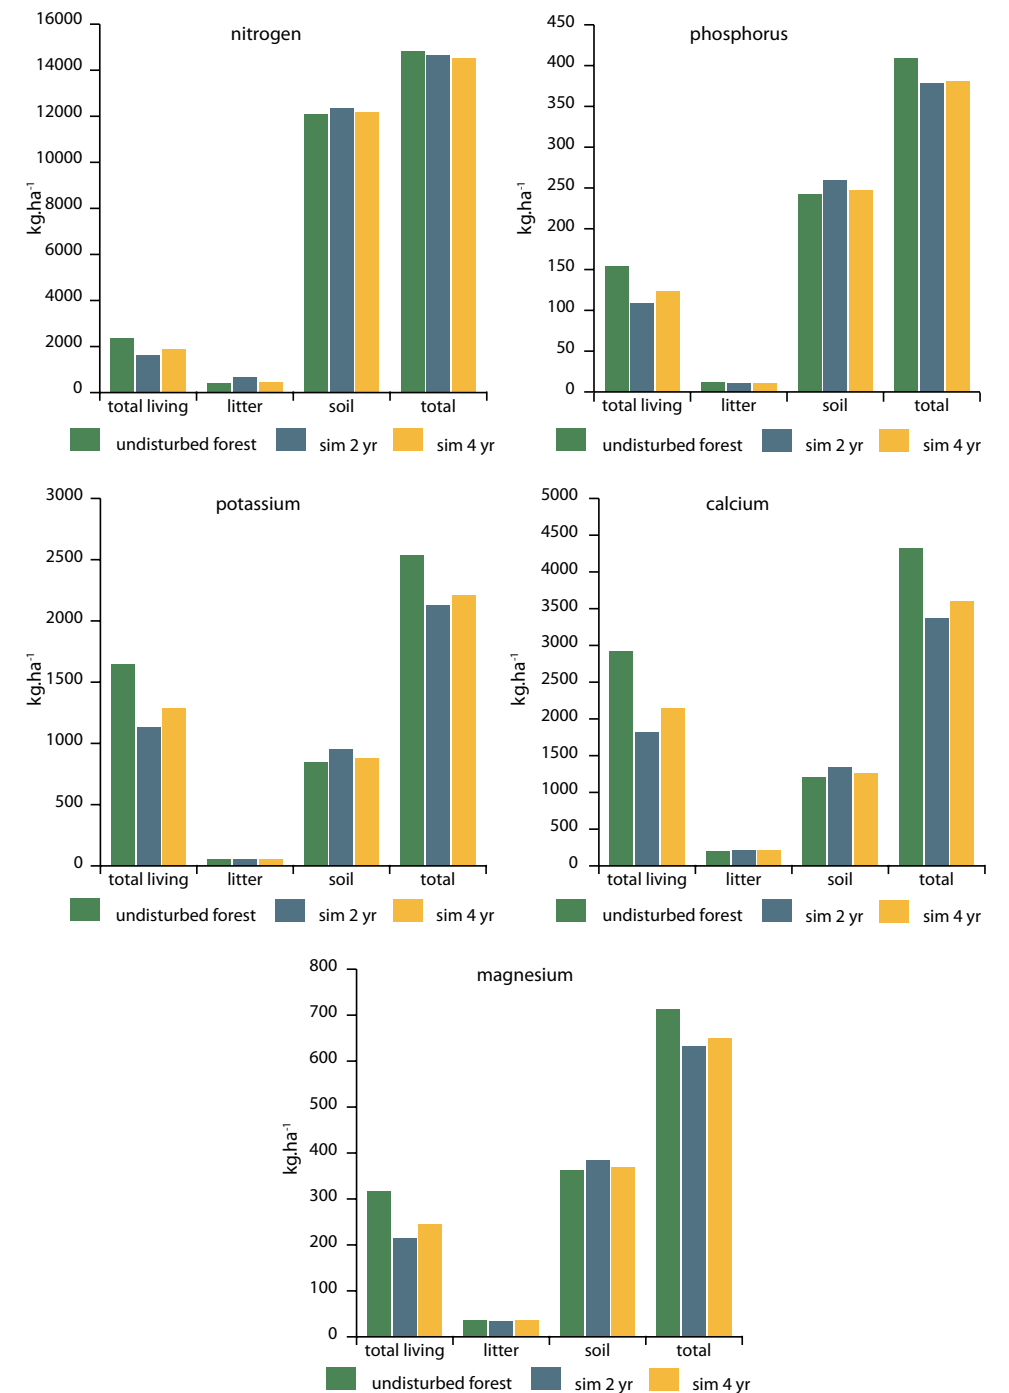 nitrogen
16000
14000
12000
10000
8000
6000
4000
2000
0
kg.ha-1
total living litter soil total
undisturbed forest sim 2 yr sim 4 yr
phosphorus
450
400
350
300
250
200
150
100
50
0
kg.ha-1
total living litter soil total
undisturbed forest sim 2 yr sim 4 yr
potassium
3000
2500
2000
1500
1000
500
0
kg.ha-1
total living litter soil total
undisturbed forest sim 2 yr sim 4 yr
calcium
5000
4500
4000
3500
3000
2500
2000
1500
1000
500
0
kg.ha-1
total living litter soil total
undisturbed forest sim 2 yr sim 4 yr
magnesium
800
700
600
500
400
300
200
100
0
kg.ha-1
total living litter soil total
undisturbed forest sim 2 yr sim 4 yr